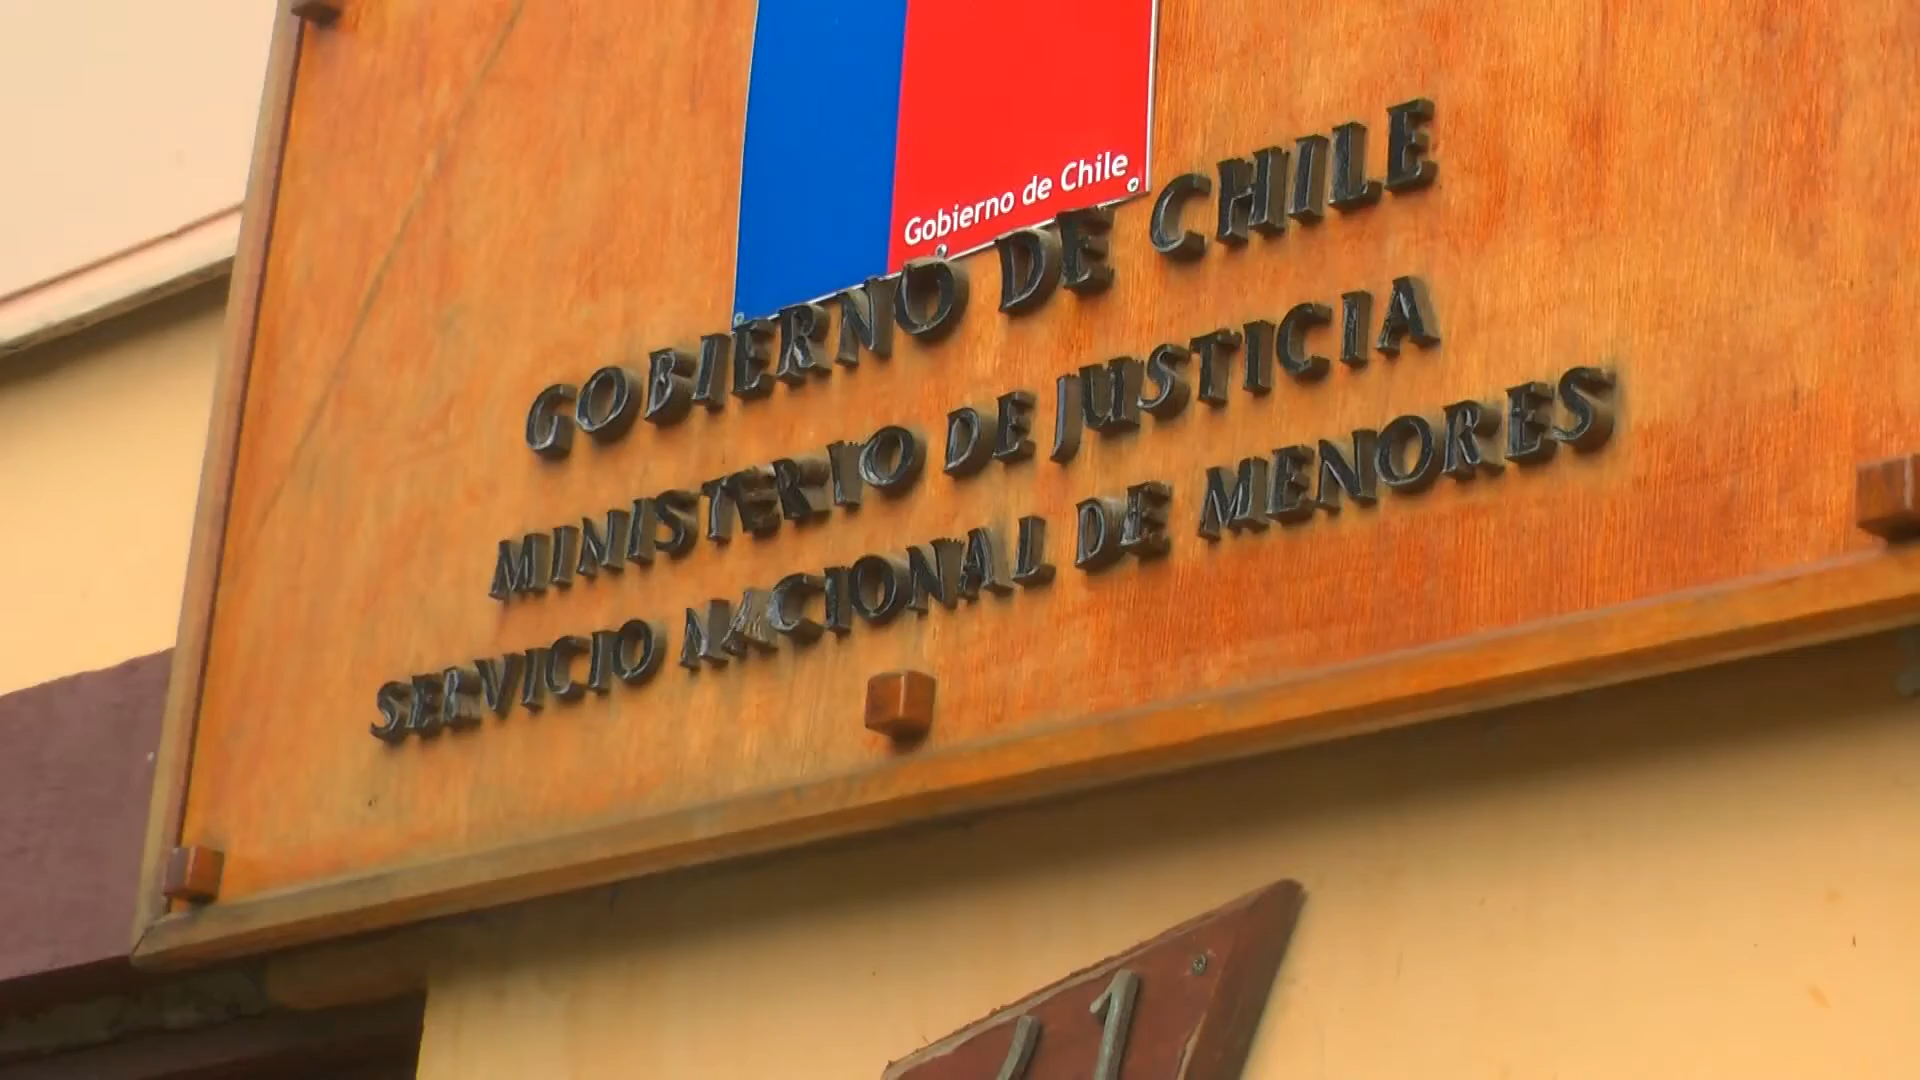 Gobierno de Chile
GOBIERNO DE CHILE
MINISTERIO DE JUSTICIA
SERVICIO NACIONAL DE MENORES